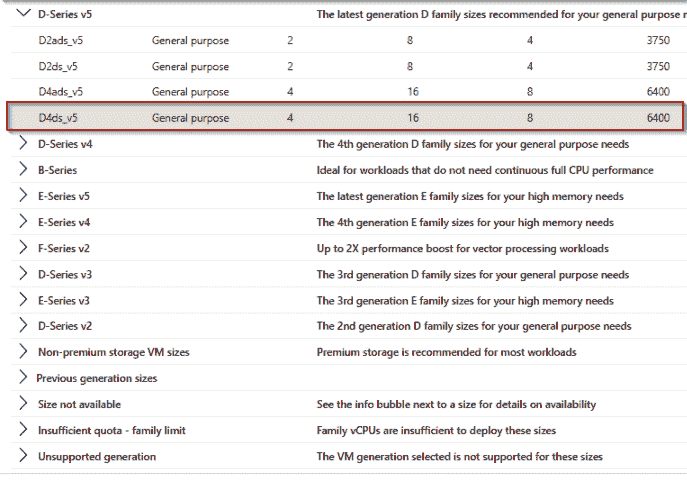 D-Series v5 The latest generation D family sizes recommended for your general purpose
D2ads_v5 General purpose 2 8 4 3750
D2ds_v5 General purpose 2 8 4 3750
D4ads_v5 General purpose 4 16 8 6400
D4ds_v5 General purpose 4 16 8 6400
D-Series v4 The 4th generation D family sizes for your general purpose needs
B-Series Ideal for workloads that do not need continuous full CPU performance
E-Series v5 The latest generation E family sizes for your high memory needs
E-Series v4 The 4th generation E family sizes for your high memory needs
F-Series v2 Up to 2X performance boost for vector processing workloads
D-Series v3 The 3rd generation D family sizes for your general purpose needs
E-Series v3 The 3rd generation E family sizes for your high memory needs
D-Series v2 The 2nd generation D family sizes for your general purpose needs
Non-premium storage VM sizes Premium storage is recommended for most workloads
Previous generation sizes
Size not available See the info bubble next to a size for details on availability
Insufficient quota - family limit Family vCPUs are insufficient to deploy these sizes
Unsupported generation The VM generation selected is not supported for these sizes